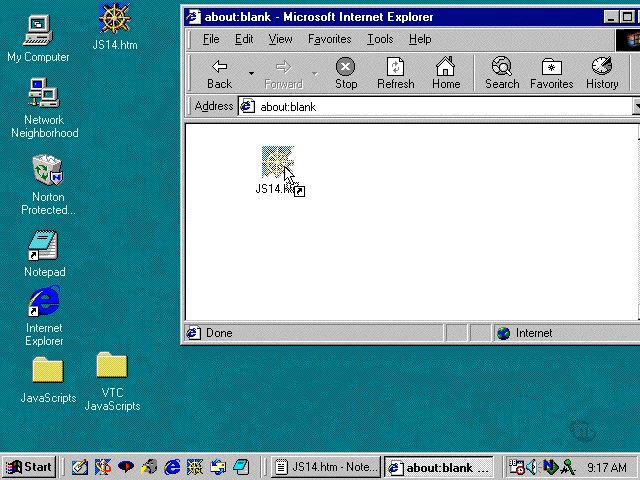 about:blank - Microsoft Internet Explorer
File Edit View Favorites Tools Help
Back Forward Stop Refresh Home Search Favorites History
Address about:blank
JS14.htm
Done Internet
My Computer
JS14.htm
Network
Neighborhood
Norton
Protected...
Notepad
Internet
Explorer
JavaScripts
VTC
JavaScripts
Start JS14.htm - Note... about:blank ... 9:17 AM